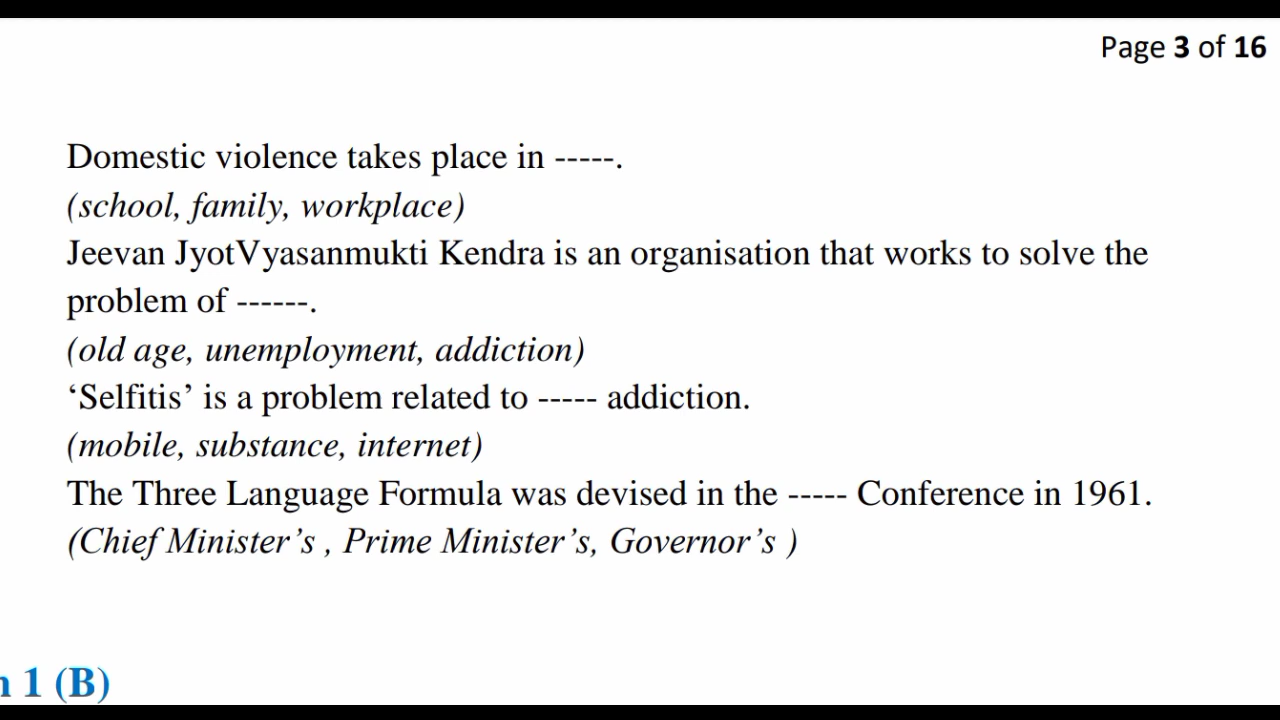 Page 3 of 16
Domestic violence takes place in -----.
(school, family, workplace)
Jeevan JyotVyasanmukti Kendra is an organisation that works to solve the
problem of ------.
(old age, unemployment, addiction)
‘Selfitis’ is a problem related to ----- addiction.
(mobile, substance, internet)
The Three Language Formula was devised in the ----- Conference in 1961.
(Chief Minister’s , Prime Minister’s, Governor’s )
1 (B)